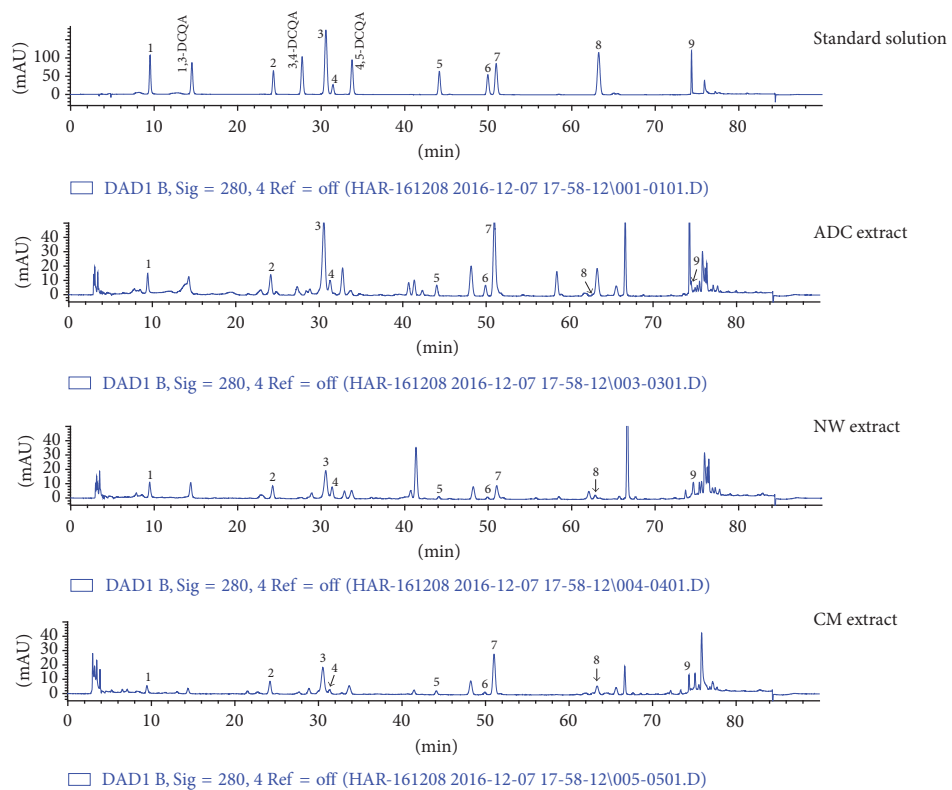 Standard solution
(mAU)
100
50
0
1
1,3-DCQA
2
3,4-DCQA
3
4
4,5-DCQA
5
6
7
8
9
0 10 20 30 40 50 60 70 80
(min)
DAD1 B, Sig = 280, 4 Ref = off (HAR-161208 2016-12-07 17-58-12\001-0101.D)
ADC extract
(mAU)
40
30
20
10
0
1
2
3
4
5
6
7
8
9
0 10 20 30 40 50 60 70 80
(min)
DAD1 B, Sig = 280, 4 Ref = off (HAR-161208 2016-12-07 17-58-12\003-0301.D)
NW extract
(mAU)
40
30
20
10
0
1
2
3
4
5
6
7
8
9
0 10 20 30 40 50 60 70 80
(min)
DAD1 B, Sig = 280, 4 Ref = off (HAR-161208 2016-12-07 17-58-12\004-0401.D)
CM extract
(mAU)
40
30
20
10
0
1
2
3
4
5
6
7
8
9
0 10 20 30 40 50 60 70 80
(min)
DAD1 B, Sig = 280, 4 Ref = off (HAR-161208 2016-12-07 17-58-12\005-0501.D)